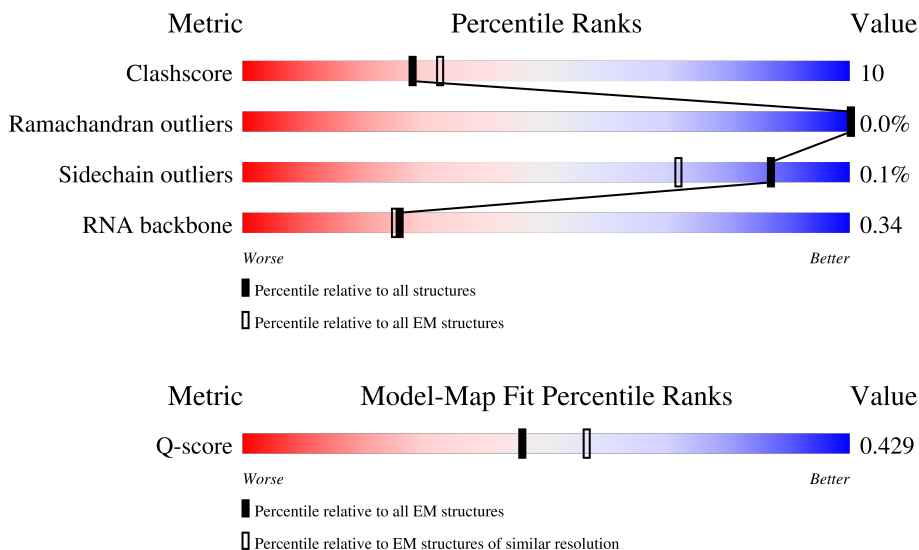 Metric Percentile Ranks Value
Clashscore 10
Ramachandran outliers 0.0%
Sidechain outliers 0.1%
RNA backbone 0.34
Worse Better
Percentile relative to all structures
Percentile relative to all EM structures
Metric Model-Map Fit Percentile Ranks Value
Q-score 0.429
Worse Better
Percentile relative to all EM structures
Percentile relative to EM structures of similar resolution